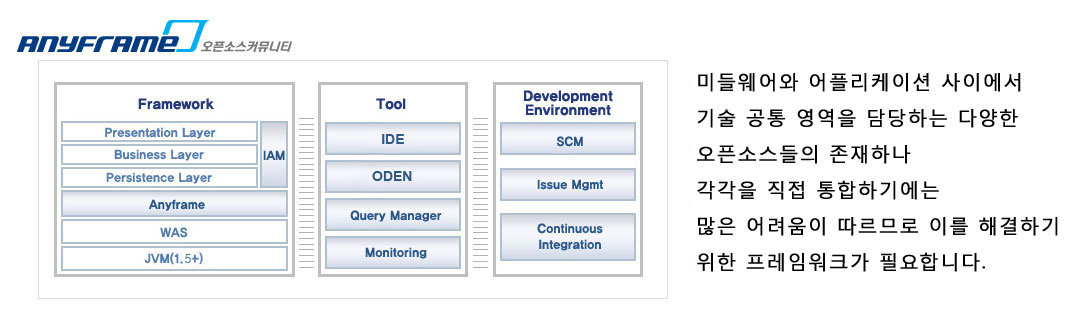 ANYFRAME 오픈소스커뮤니티
Framework
Presentation Layer
Business Layer
Persistence Layer
IAM
Anyframe
WAS
JVM(1.5+)
Tool
IDE
ODEN
Query Manager
Monitoring
Development
Environment
SCM
Issue Mgmt
Continuous
Integration
미들웨어와 어플리케이션 사이에서
기술 공통 영역을 담당하는 다양한
오픈소스들의 존재하나
각각을 직접 통합하기에는
많은 어려움이 따르므로 이를 해결하기
위한 프레임워크가 필요합니다.